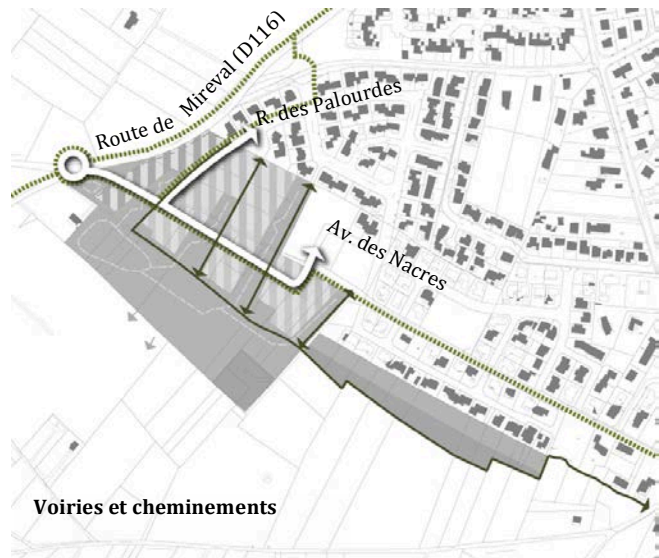 Route de Mireval (D116)
R. des Palourdes
Av. des Nacres
Voiries et cheminements